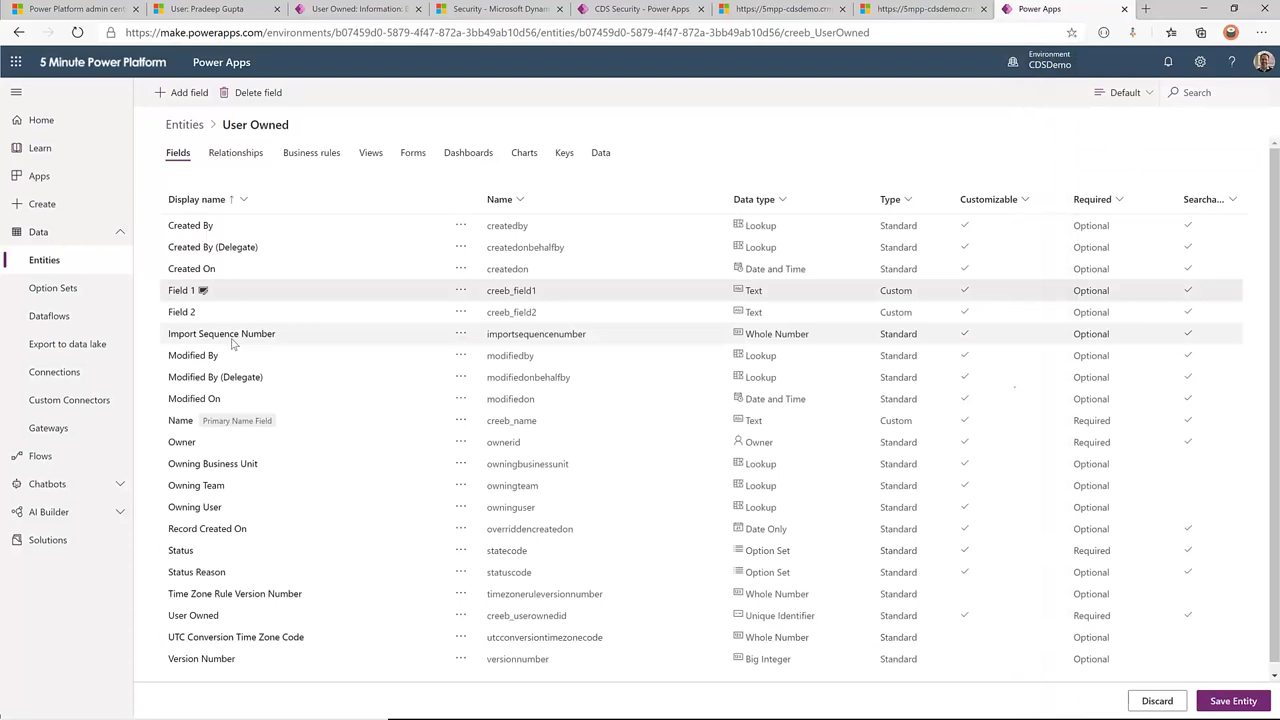 Power Platform admin cent
User: Pradeep Gupta
User Owned: Information: E
Security - Microsoft Dynam
CDS Security - Power Apps
https://5mpp-cdsdemo.crm
https://5mpp-cdsdemo.crm
Power Apps
https://make.powerapps.com/environments/b07459d0-5879-4f47-872a-3bb49ab10d56/entities/b07459d0-5879-4f47-872a-3bb49ab10d56/creeb_UserOwned
5 Minute Power Platform Power Apps
Environment
CDSDemo
Add field Delete field Default Search
Home
Learn
Apps
Create
Data
Entities
Option Sets
Dataflows
Export to data lake
Connections
Custom Connectors
Gateways
Flows
Chatbots
AI Builder
Solutions
Entities > User Owned
Fields Relationships Business rules Views Forms Dashboards Charts Keys Data
Display name ↑ Name Data type Type Customizable Required Searcha...
Created By ··· createdby Lookup Standard ✓ Optional ✓
Created By (Delegate) ··· createdonbehalfby Lookup Standard ✓ Optional ✓
Created On ··· createdon Date and Time Standard ✓ Optional ✓
Field 1 ··· creeb_field1 Text Custom ✓ Optional ✓
Field 2 ··· creeb_field2 Text Custom ✓ Optional ✓
Import Sequence Number ··· importsequencenumber Whole Number Standard ✓ Optional ✓
Modified By ··· modifiedby Lookup Standard ✓ Optional ✓
Modified By (Delegate) ··· modifiedonbehalfby Lookup Standard ✓ Optional ✓
Modified On ··· modifiedon Date and Time Standard ✓ Optional ✓
Name Primary Name Field ··· creeb_name Text Custom ✓ Required ✓
Owner ··· ownerid Owner Standard ✓ Required ✓
Owning Business Unit ··· owningbusinessunit Lookup Standard ✓ Optional
Owning Team ··· owningteam Lookup Standard ✓ Optional
Owning User ··· owninguser Lookup Standard ✓ Optional
Record Created On ··· overriddencreatedon Date Only Standard ✓ Optional ✓
Status ··· statecode Option Set Standard ✓ Required ✓
Status Reason ··· statuscode Option Set Standard ✓ Optional ✓
Time Zone Rule Version Number ··· timezoneruleversionnumber Whole Number Standard Optional
User Owned ··· creeb_userownedid Unique Identifier Standard ✓ Required ✓
UTC Conversion Time Zone Code ··· utcconversiontimezonecode Whole Number Standard Optional
Version Number ··· versionnumber Big Integer Standard Optional
Discard Save Entity